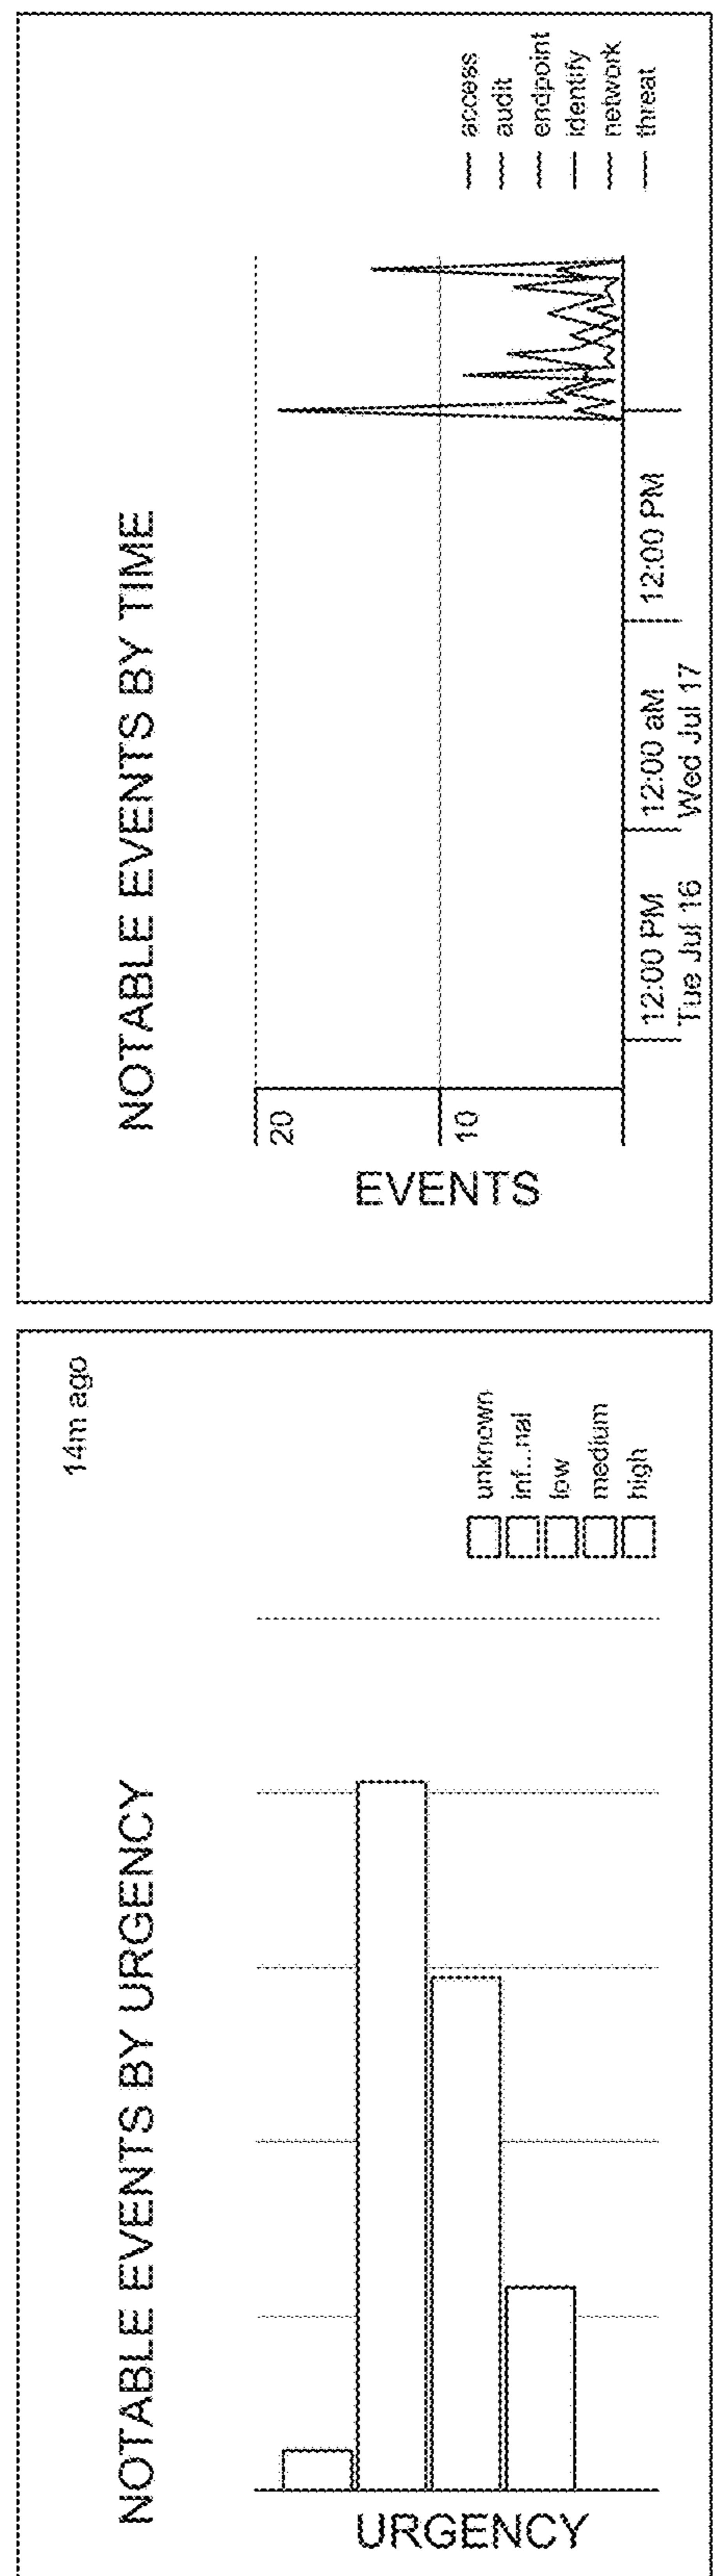 NOTABLE EVENTS BY URGENCY
14m ago
URGENCY
unknown
inf...nal
low
medium
high
NOTABLE EVENTS BY TIME
EVENTS
20
10
12:00 PM
Tue Jul 16
12:00 aM
Wed Jul 17
12:00 PM
access
audit
endpoint
identify
network
threat